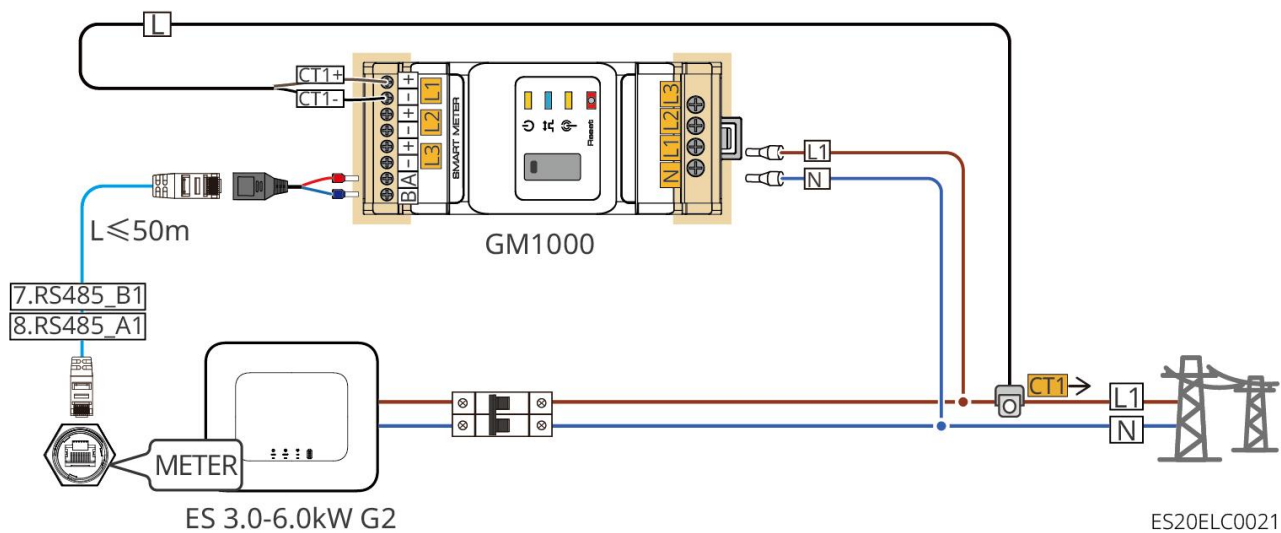 L
CT1+
CT1-
+
-
+
-
+
-
A
B
L1
L2
L3
SMART METER
Reset
L3
L2
L1
N
L1
N
L≤50m
GM1000
7.RS485_B1
8.RS485_A1
METER
CT1
L1
N
ES 3.0-6.0kW G2
ES20ELC0021